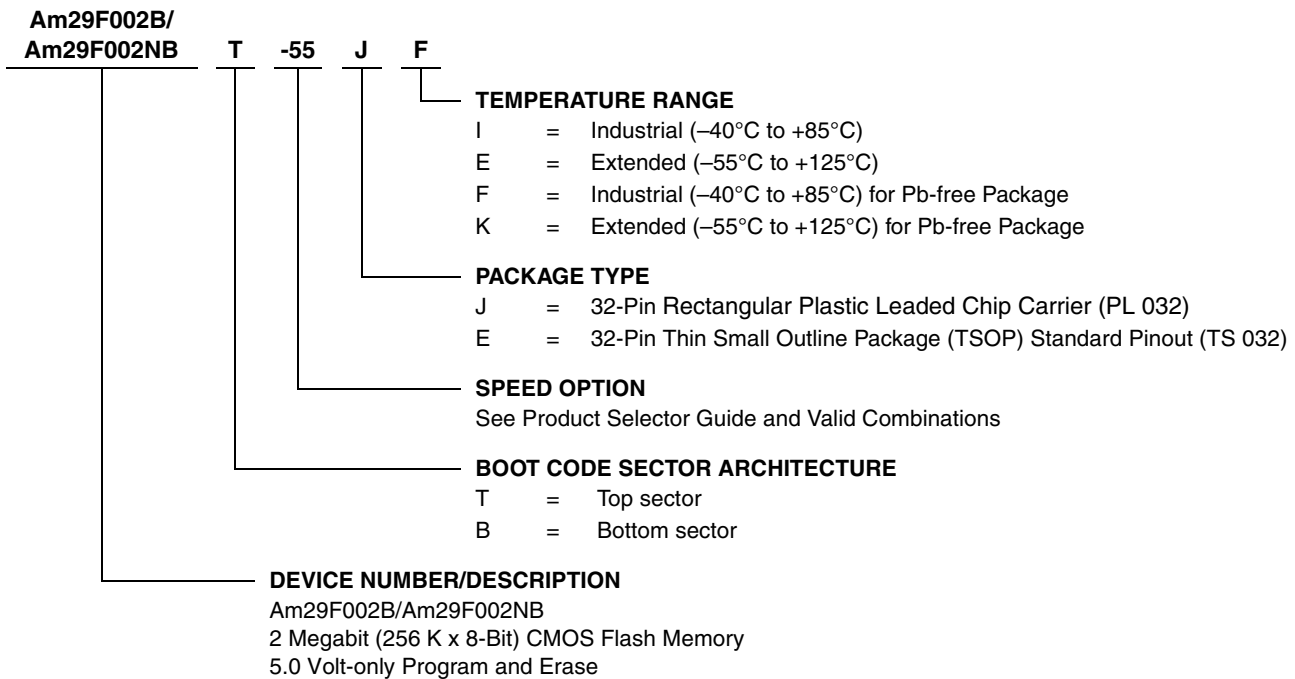 Am29F002B/
Am29F002NB T -55 J F
TEMPERATURE RANGE
I = Industrial (–40°C to +85°C)
E = Extended (–55°C to +125°C)
F = Industrial (–40°C to +85°C) for Pb-free Package
K = Extended (–55°C to +125°C) for Pb-free Package
PACKAGE TYPE
J = 32-Pin Rectangular Plastic Leaded Chip Carrier (PL 032)
E = 32-Pin Thin Small Outline Package (TSOP) Standard Pinout (TS 032)
SPEED OPTION
See Product Selector Guide and Valid Combinations
BOOT CODE SECTOR ARCHITECTURE
T = Top sector
B = Bottom sector
DEVICE NUMBER/DESCRIPTION
Am29F002B/Am29F002NB
2 Megabit (256 K x 8-Bit) CMOS Flash Memory
5.0 Volt-only Program and Erase